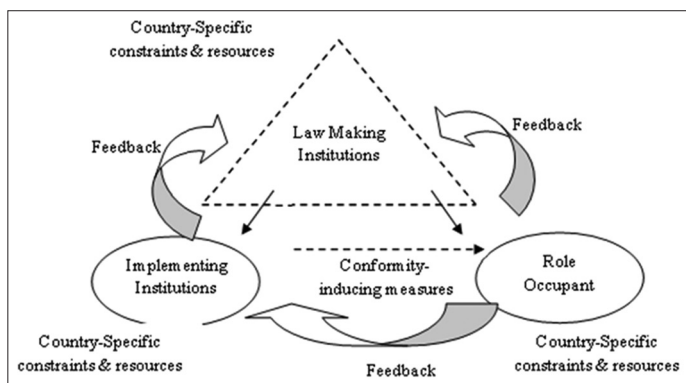 Country-Specific
constraints & resources
Feedback
Law Making
Institutions
Feedback
Implementing
Institutions
Conformity-
inducing measures
Role
Occupant
Country-Specific
constraints & resources
Feedback
Country-Specific
constraints & resources